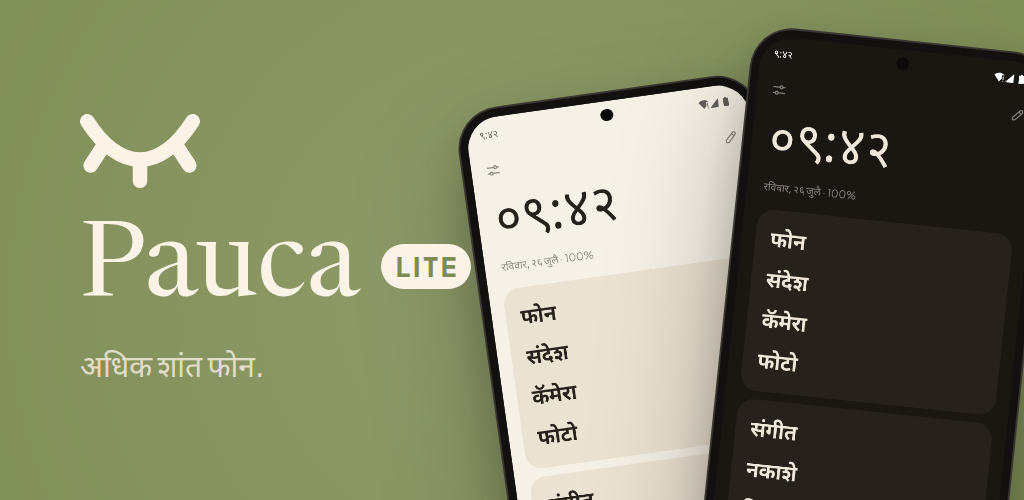 Pauca
LITE
अधिक शांत फोन.
९:४२
०९:४२
रविवार, २६ जुलै · 100%
फोन
संदेश
कॅमेरा
फोटो
संगीत
९:४२
०९:४२
रविवार, २६ जुलै · 100%
फोन
संदेश
कॅमेरा
फोटो
संगीत
नकाशे